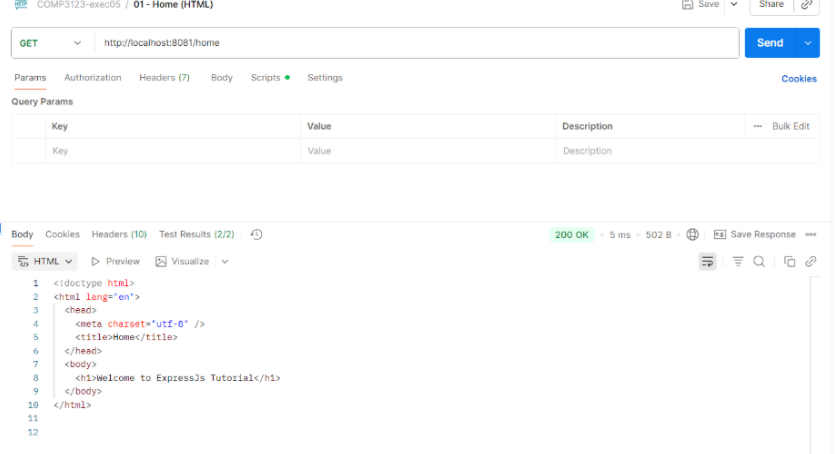 HTTP COMP3123-exec05 / 01 - Home (HTML) Save Share
GET http://localhost:8081/home Send
Params Authorization Headers (7) Body Scripts Settings Cookies
Query Params
Key Value Description ••• Bulk Edit
Key Value Description
Body Cookies Headers (10) Test Results (2/2) 200 OK • 5 ms • 502 B • Save Response •••
HTML Preview Visualize
1 <!doctype html>
2 <html lang="en">
3 <head>
4 <meta charset="utf-8" />
5 <title>Home</title>
6 </head>
7 <body>
8 <h1>Welcome to ExpressJs Tutorial</h1>
9 </body>
10 </html>
11
12